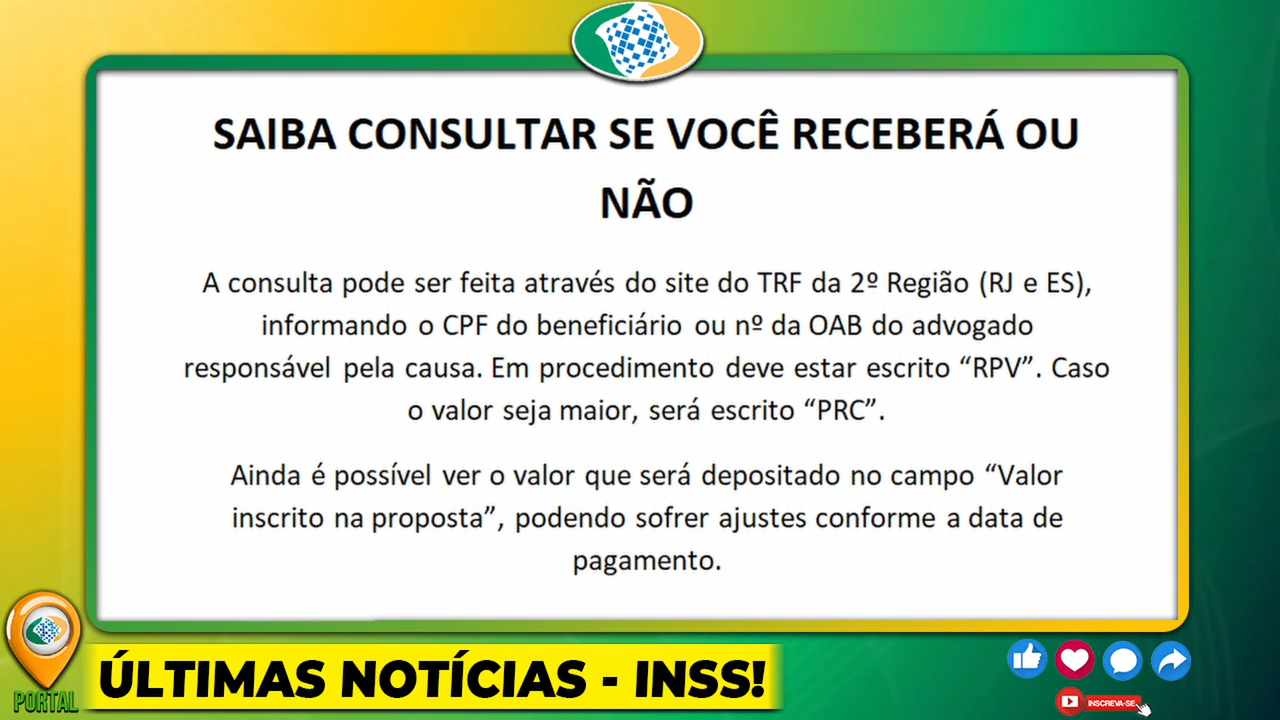 SAIBA CONSULTAR SE VOCÊ RECEBERÁ OU
NÃO
A consulta pode ser feita através do site do TRF da 2º Região (RJ e ES),
informando o CPF do beneficiário ou nº da OAB do advogado
responsável pela causa. Em procedimento deve estar escrito “RPV”. Caso
o valor seja maior, será escrito “PRC”.
Ainda é possível ver o valor que será depositado no campo “Valor
inscrito na proposta”, podendo sofrer ajustes conforme a data de
pagamento.
PORTAL
ÚLTIMAS NOTÍCIAS - INSS!
INSCREVA-SE